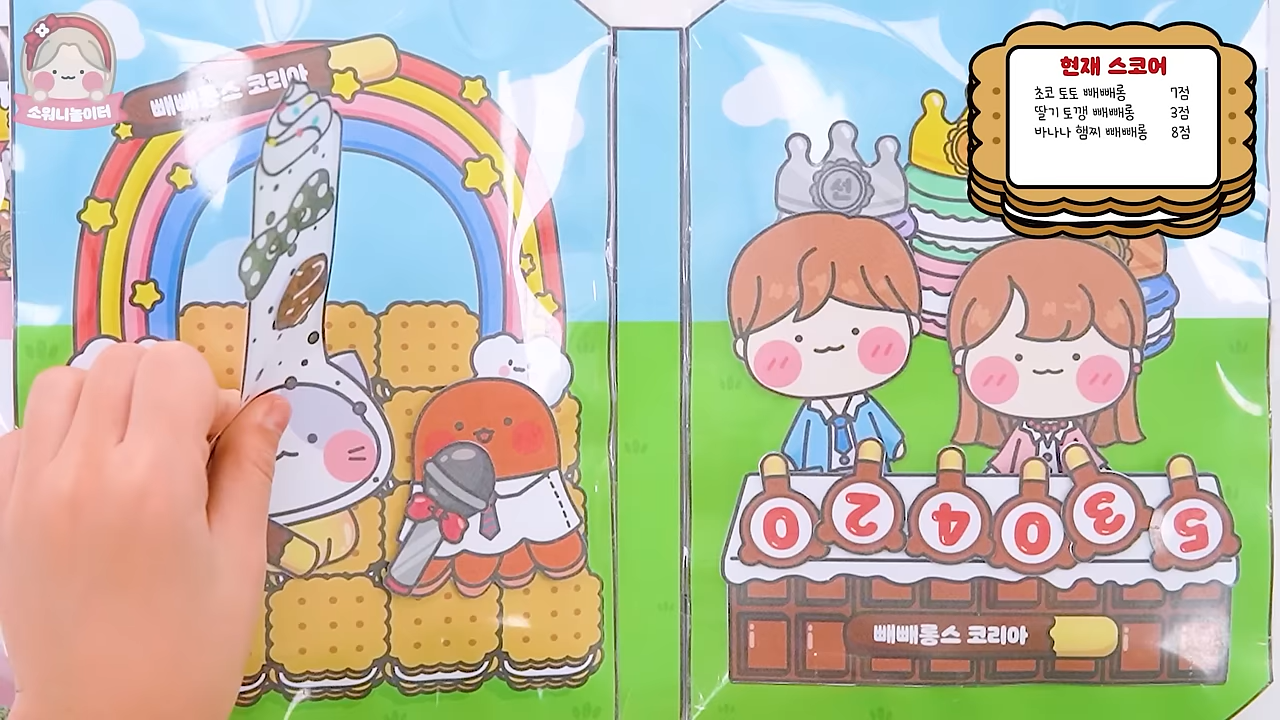 소워니놀이터
빼빼롱스 코리아
현재 스코어
초코 토토 빼빼롱 7점
딸기 토깽 빼빼롱 3점
바나나 햄찌 빼빼롱 8점
선
0 2 4 0 3 5
빼빼롱스 코리아